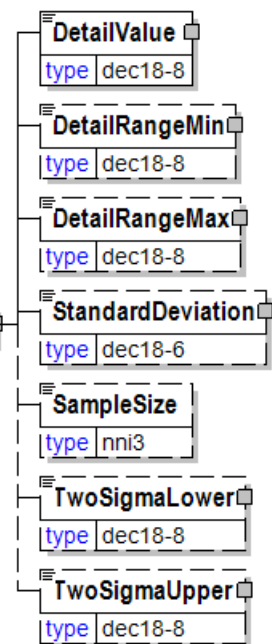 DetailValue
type dec18-8
DetailRangeMin
type dec18-8
DetailRangeMax
type dec18-8
StandardDeviation
type dec18-6
SampleSize
type nni3
TwoSigmaLower
type dec18-8
TwoSigmaUpper
type dec18-8